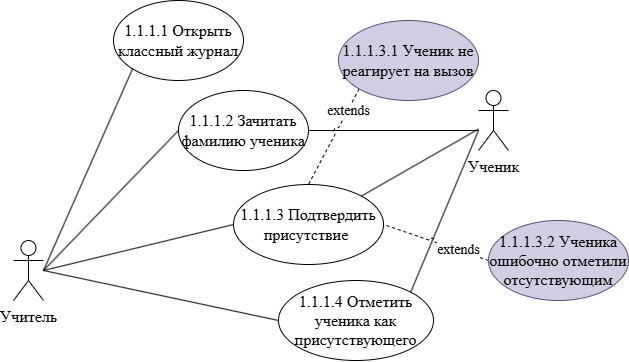 1.1.1.1 Открыть
классный журнал
1.1.1.3.1 Ученик не
реагирует на вызов
extends
1.1.1.2 Зачитать
фамилию ученика
Ученик
1.1.1.3 Подтвердить
присутствие
extends
1.1.1.3.2 Ученика
ошибочно отметили
отсутствующим
Учитель
1.1.1.4 Отметить
ученика как
присутствующего